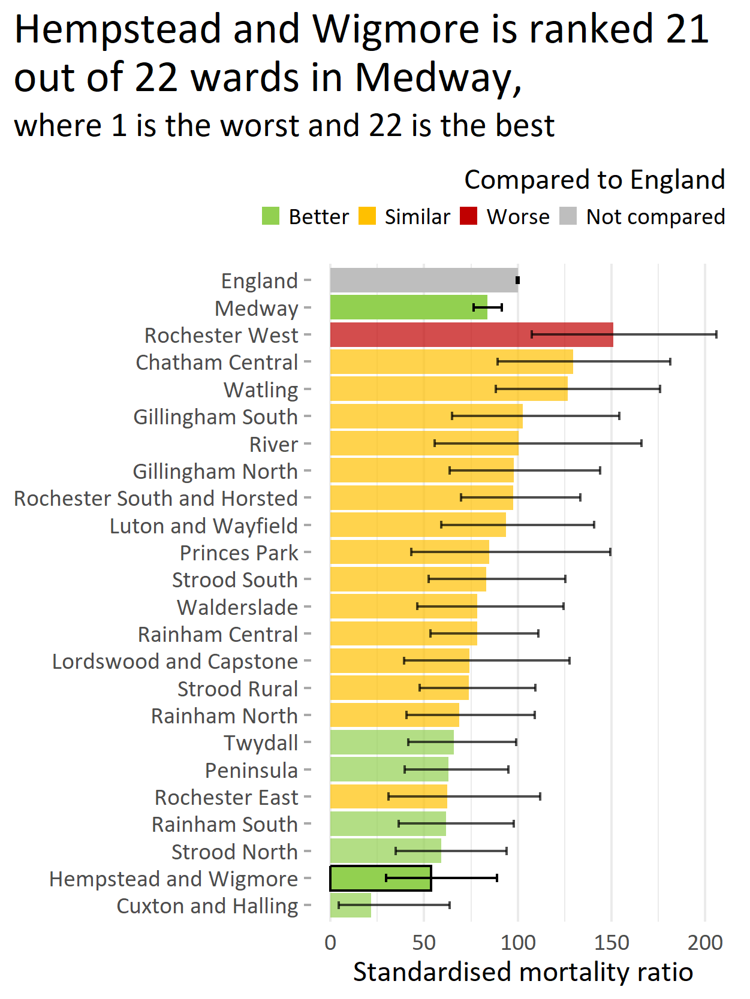 Hempstead and Wigmore is ranked 21
out of 22 wards in Medway,
where 1 is the worst and 22 is the best
Compared to England
Better Similar Worse Not compared
England
Medway
Rochester West
Chatham Central
Watling
Gillingham South
River
Gillingham North
Rochester South and Horsted
Luton and Wayfield
Princes Park
Strood South
Walderslade
Rainham Central
Lordswood and Capstone
Strood Rural
Rainham North
Twydall
Peninsula
Rochester East
Rainham South
Strood North
Hempstead and Wigmore
Cuxton and Halling
0 50 100 150 200
Standardised mortality ratio